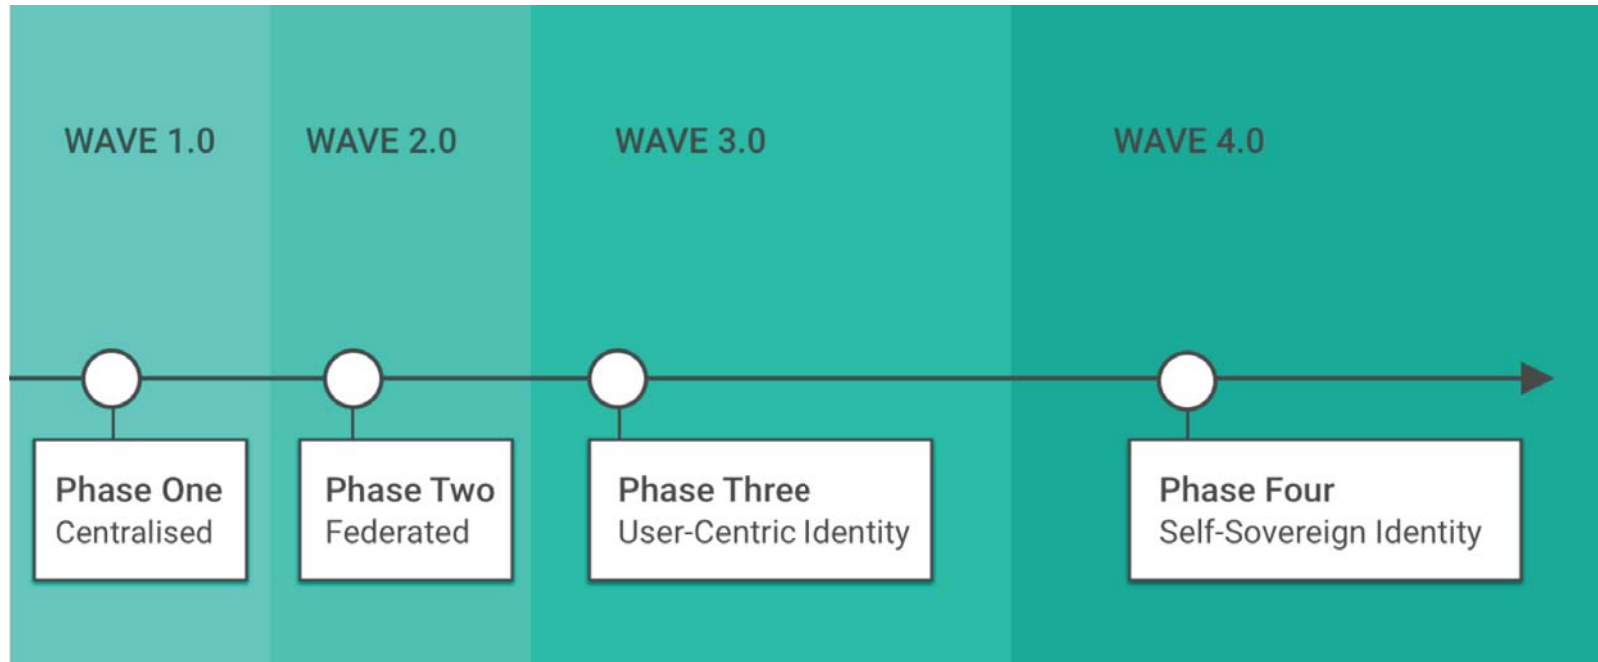 WAVE 1.0
WAVE 2.0
WAVE 3.0
WAVE 4.0
Phase One
Centralised
Phase Two
Federated
Phase Three
User-Centric Identity
Phase Four
Self-Sovereign Identity